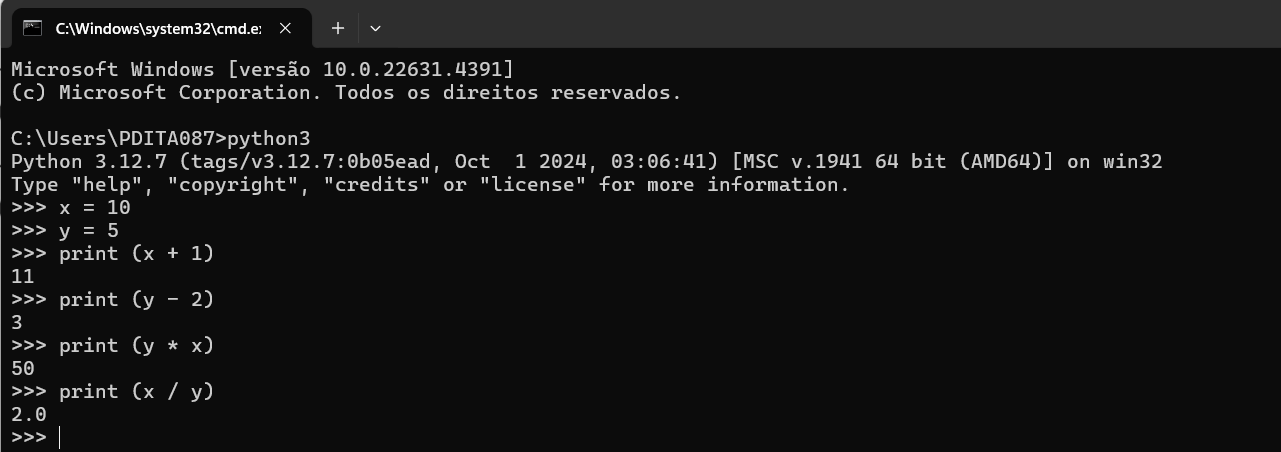 C:\Windows\system32\cmd.e
Microsoft Windows [versão 10.0.22631.4391]
(c) Microsoft Corporation. Todos os direitos reservados.
C:\Users\PDITA087>python3
Python 3.12.7 (tags/v3.12.7:0b05ead, Oct  1 2024, 03:06:41) [MSC v.1941 64 bit (AMD64)] on win32
Type "help", "copyright", "credits" or "license" for more information.
>>> x = 10
>>> y = 5
>>> print (x + 1)
11
>>> print (y - 2)
3
>>> print (y * x)
50
>>> print (x / y)
2.0
>>>